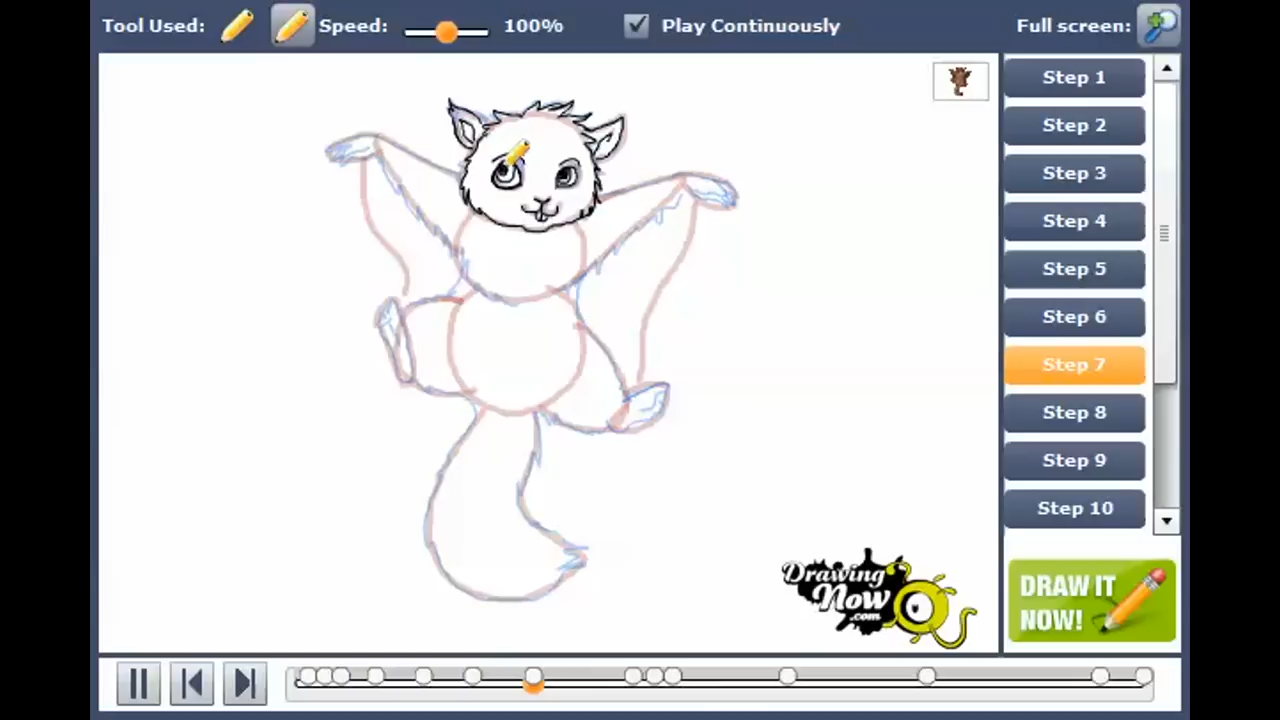 Tool Used: Speed: 100% Play Continuously Full screen:
Step 1
Step 2
Step 3
Step 4
Step 5
Step 6
Step 7
Step 8
Step 9
Step 10
Drawing
Now
.com
DRAW IT
NOW!